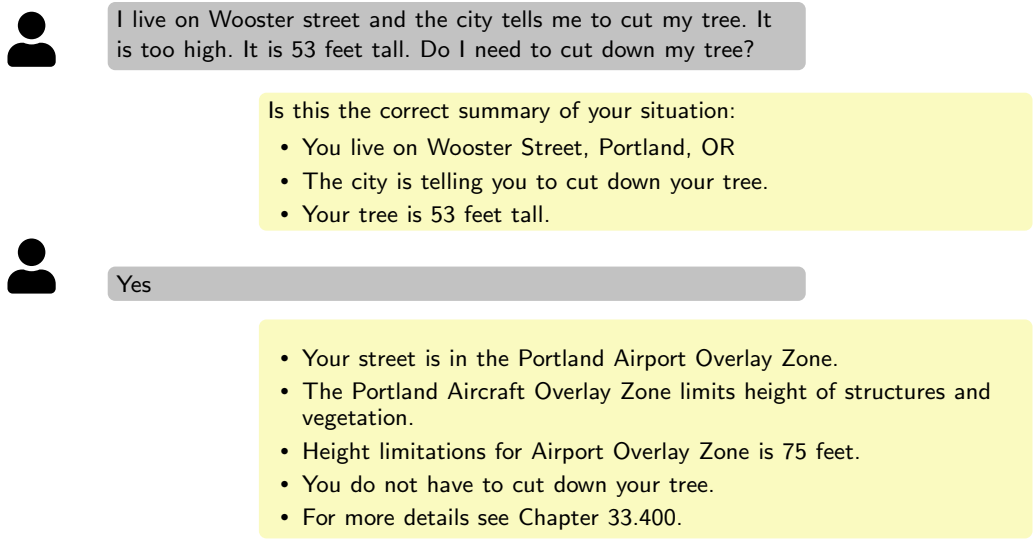 I live on Wooster street and the city tells me to cut my tree. It
is too high. It is 53 feet tall. Do I need to cut down my tree?
Is this the correct summary of your situation:
• You live on Wooster Street, Portland, OR
• The city is telling you to cut down your tree.
• Your tree is 53 feet tall.
Yes
• Your street is in the Portland Airport Overlay Zone.
• The Portland Aircraft Overlay Zone limits height of structures and
vegetation.
• Height limitations for Airport Overlay Zone is 75 feet.
• You do not have to cut down your tree.
• For more details see Chapter 33.400.